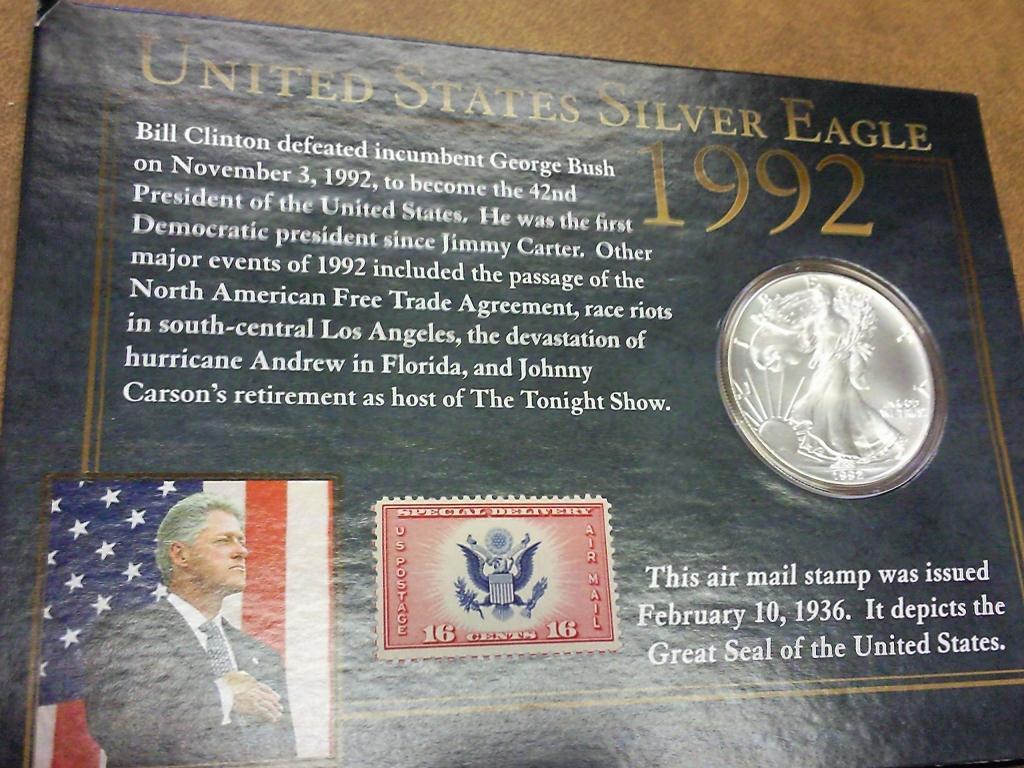 UNITED STATES SILVER EAGLE
1992
Bill Clinton defeated incumbent George Bush
on November 3, 1992, to become the 42nd
President of the United States. He was the first
Democratic president since Jimmy Carter. Other
major events of 1992 included the passage of the
North American Free Trade Agreement, race riots
in south-central Los Angeles, the devastation of
hurricane Andrew in Florida, and Johnny
Carson's retirement as host of The Tonight Show.
1992
SPECIAL DELIVERY
US POSTAGE
AIR MAIL
16 CENTS 16
This air mail stamp was issued
February 10, 1936. It depicts the
Great Seal of the United States.